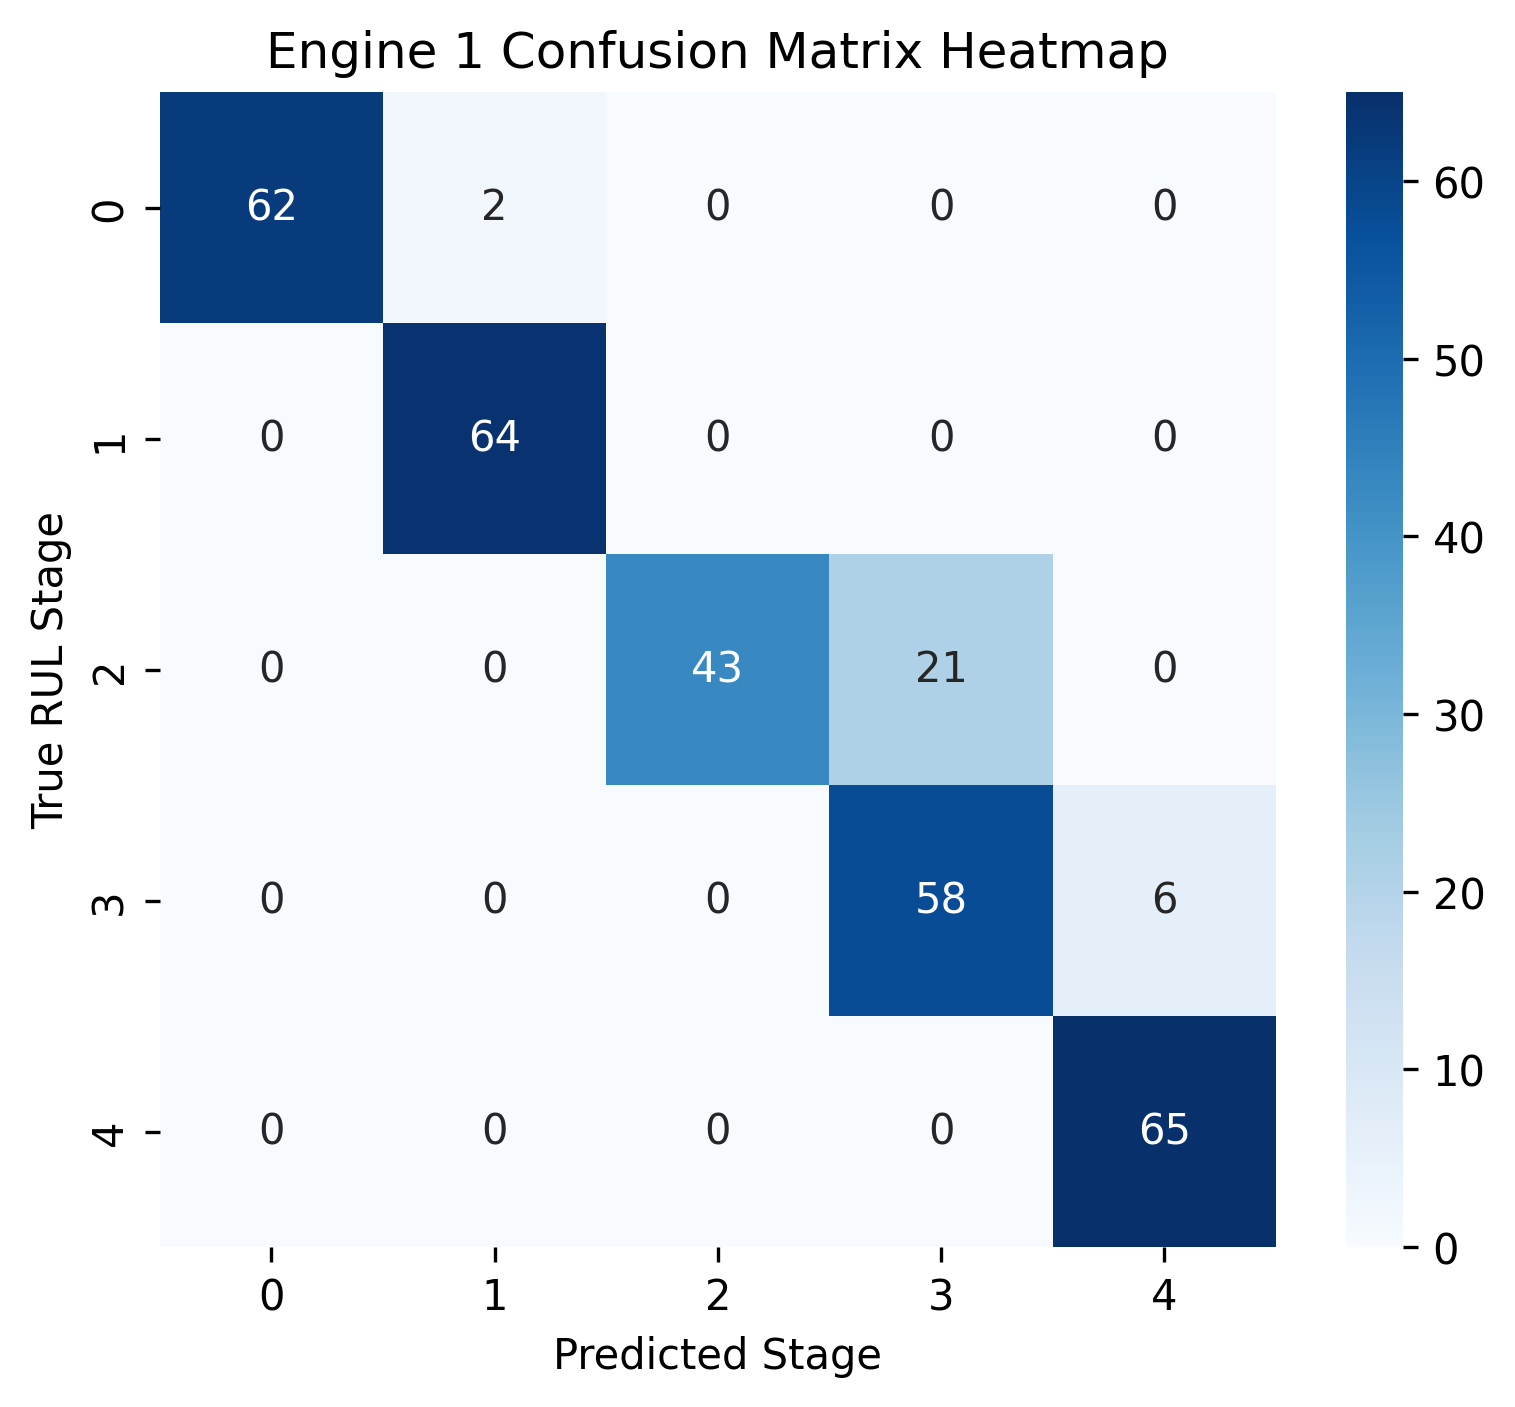 Engine 1 Confusion Matrix Heatmap
0 62 2 0 0 0
1 0 64 0 0 0
2 0 0 43 21 0
3 0 0 0 58 6
4 0 0 0 0 65
0 1 2 3 4
Predicted Stage
True RUL Stage
60
50
40
30
20
10
0